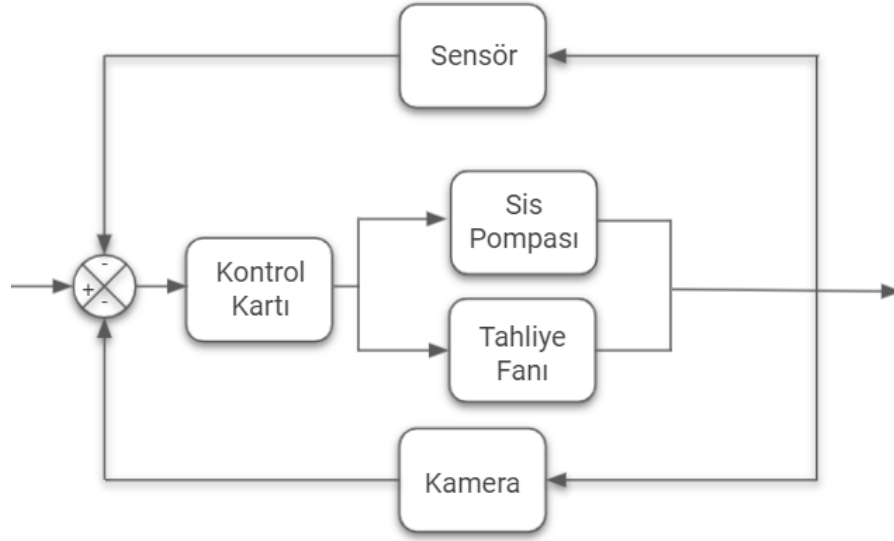 Sensör
-
+
-
Kontrol
Kartı
Sis
Pompası
Tahliye
Fanı
Kamera